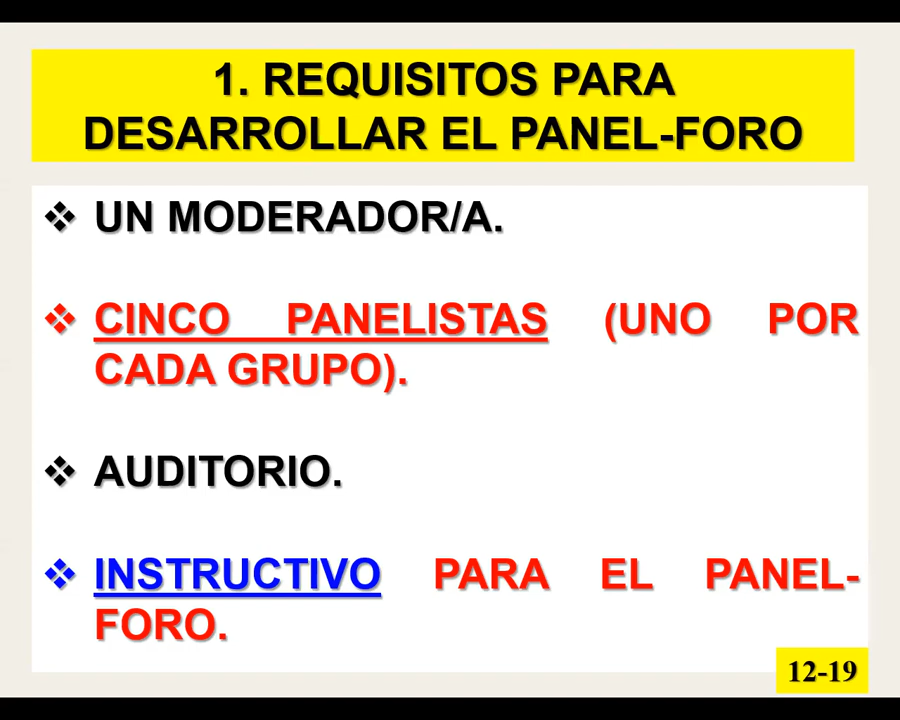 1. REQUISITOS PARA
DESARROLLAR EL PANEL-FORO
❖ UN MODERADOR/A.
❖ CINCO PANELISTAS (UNO POR
CADA GRUPO).
❖ AUDITORIO.
❖ INSTRUCTIVO PARA EL PANEL-
FORO.
12-19